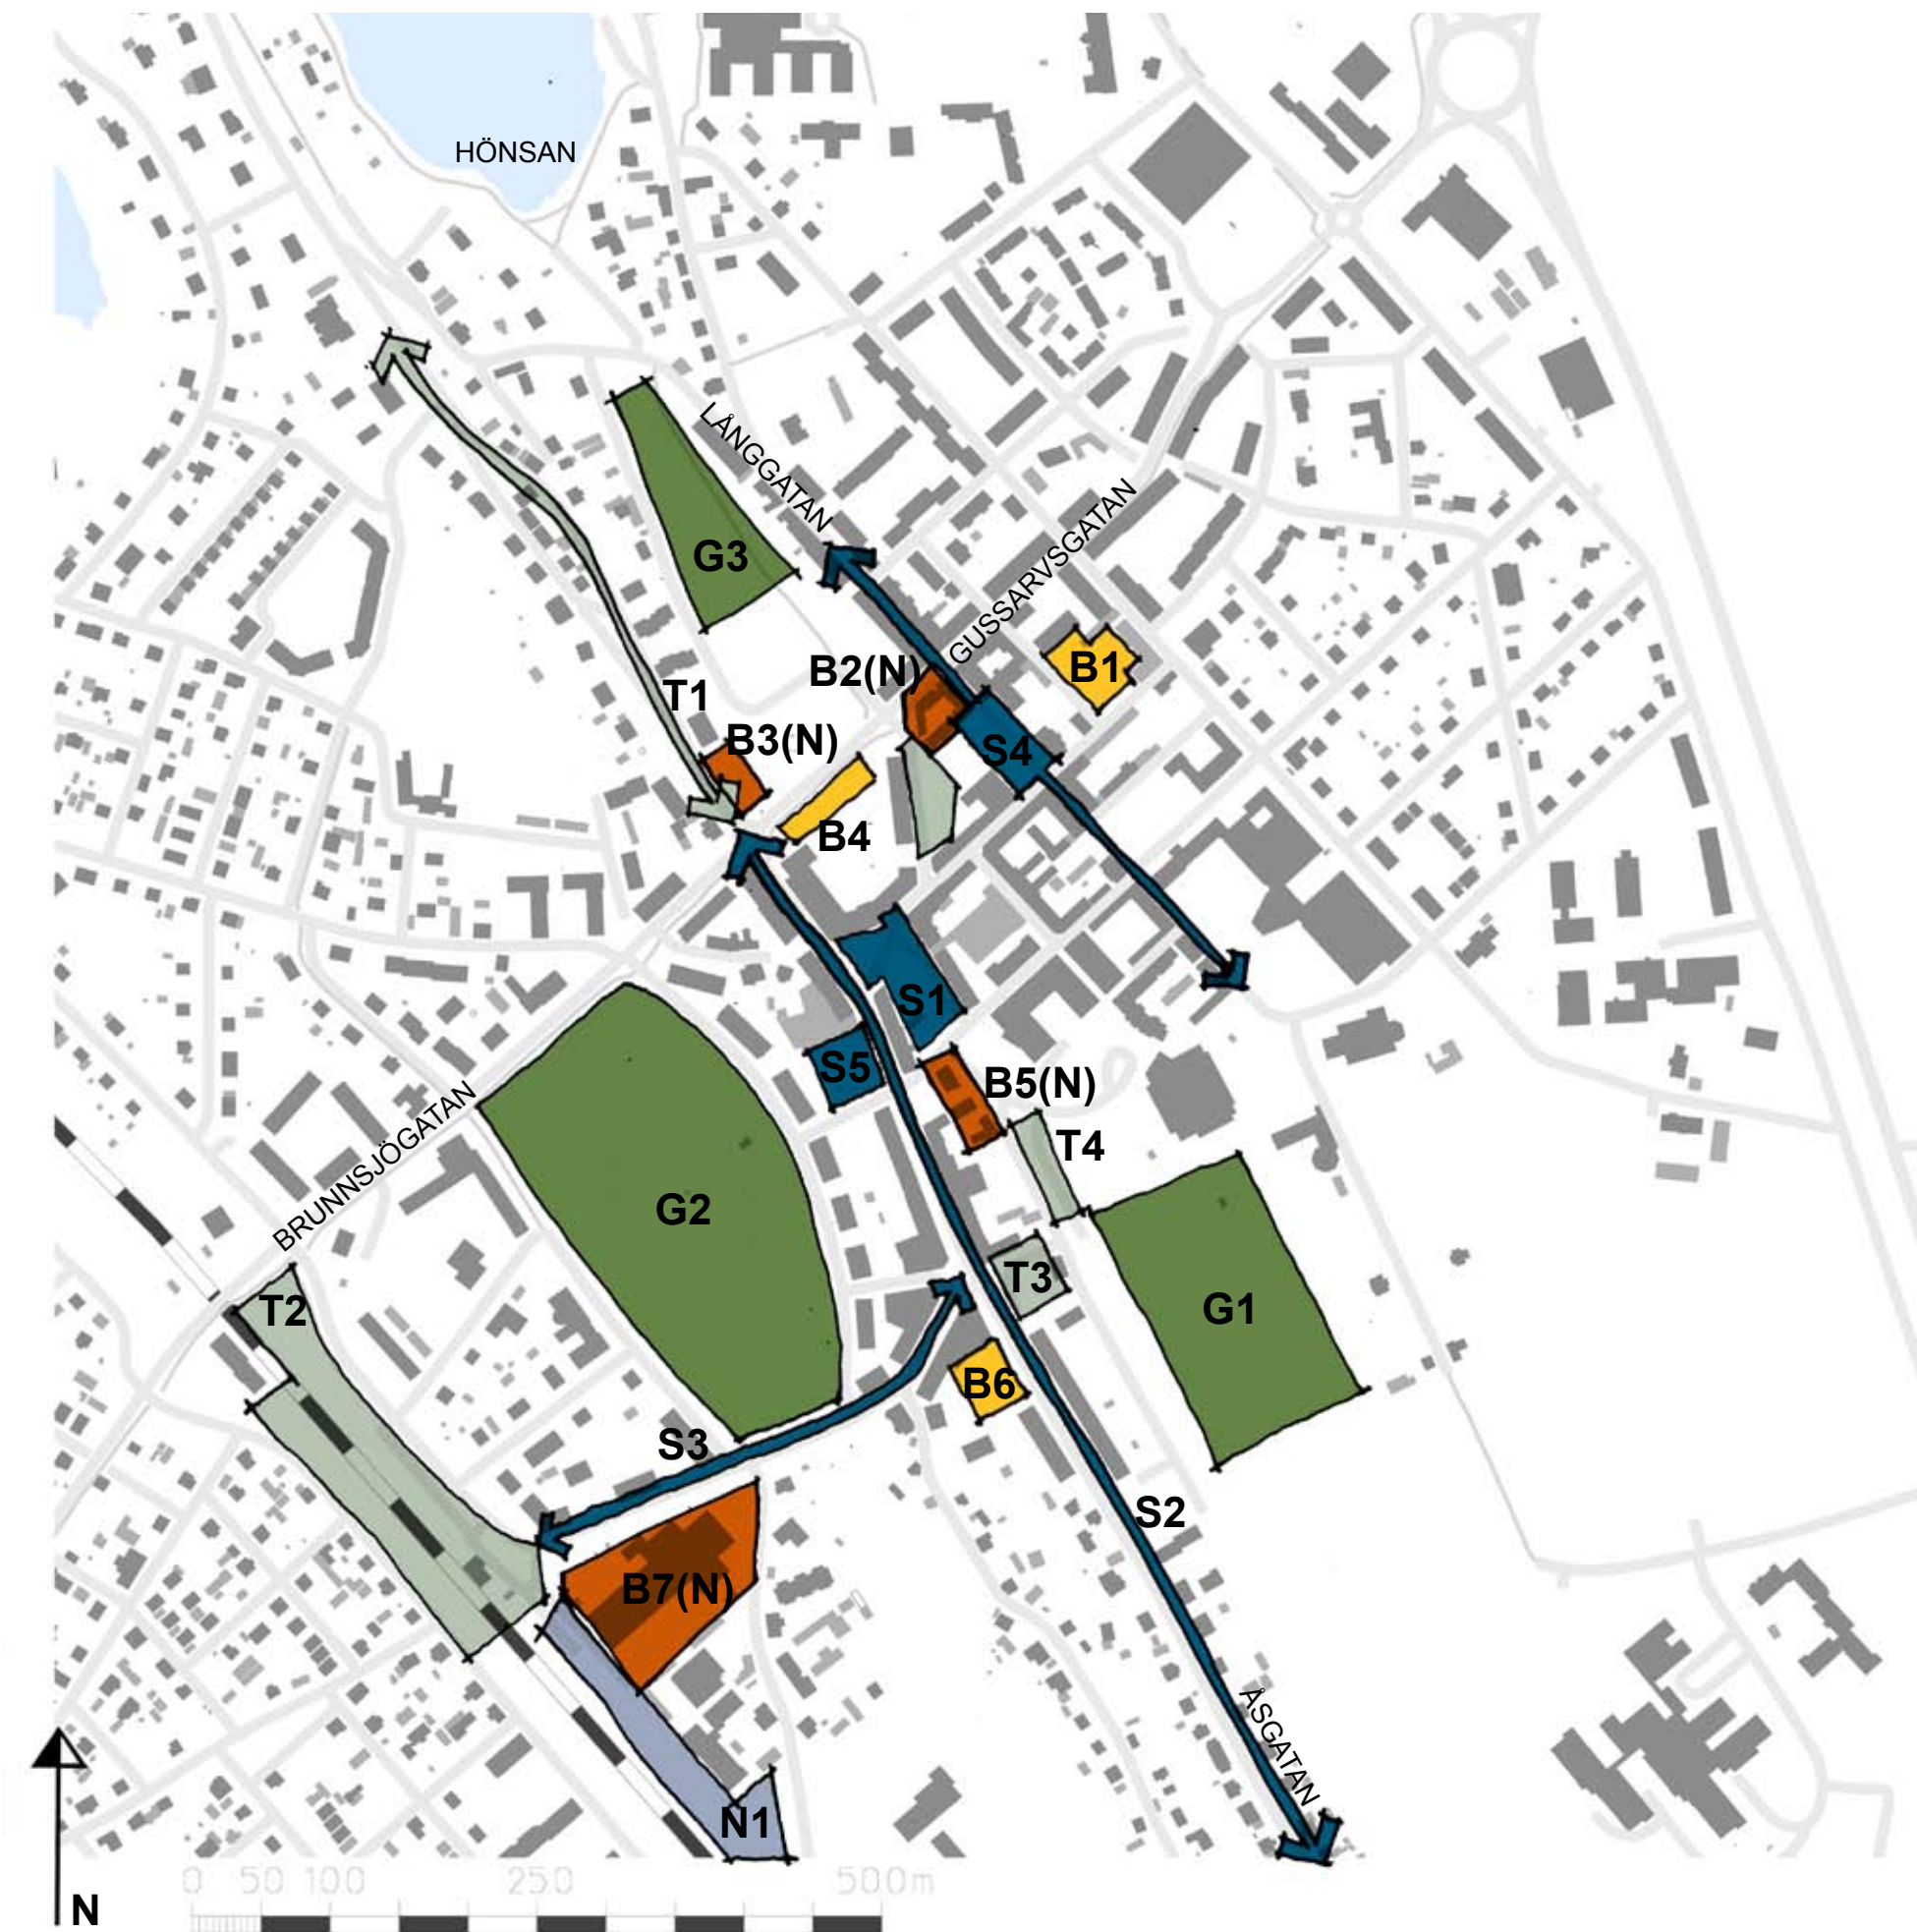 HÖNSAN
LÅNGGATAN
GUSSARVSGATAN
G3
B2(N)
B1
T1
B3(N)
S4
B4
S1
S5
B5(N)
T4
BRUNNSJÖGATAN
G2
T3
G1
T2
B6
S3
S2
B7(N)
ÅSGATAN
N1
0 50 100 250 500m
N